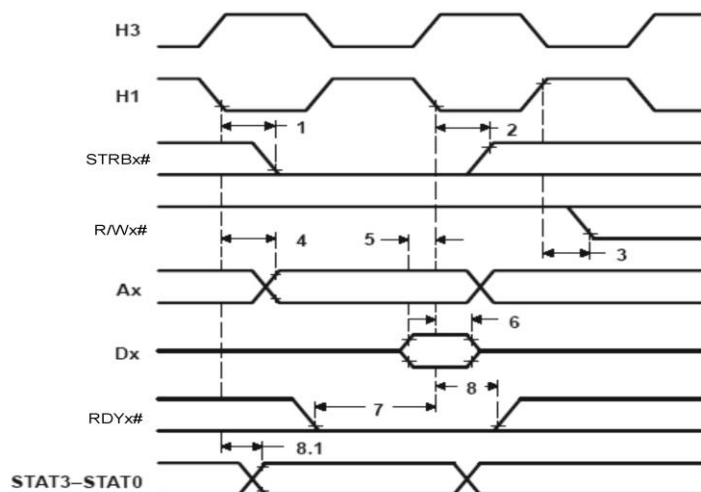 H3
H1
1
2
STRBx#
R/Wx#
4
5
3
Ax
6
Dx
7
8
RDYx#
8.1
STAT3–STAT0